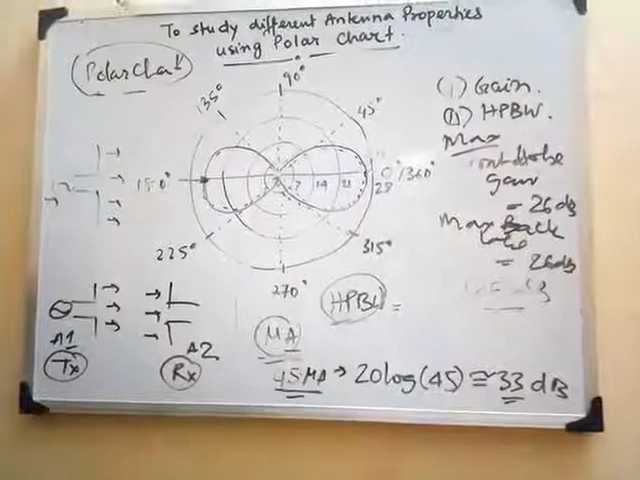 To study different Antenna Properties
using Polar chart.
Polar Chart
90°
135°
45°
(i) Gain.
(ii) HPBW.
Max
gain
= 26dB
Max Back
lobe
= 26dB
180°
7 14 21 28
0°/360°
225°
315°
270°
HPBW =
A1
Tx
A2
Rx
MA
45MA → 20log(45) ≅ 33 dB